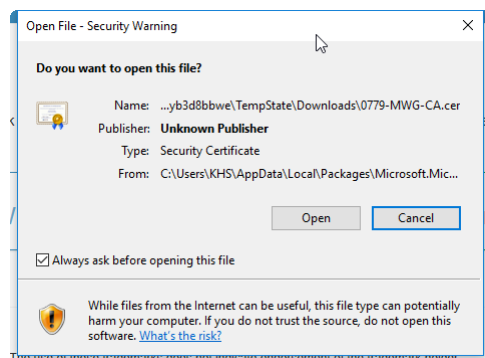 Open File - Security Warning
Do you want to open this file?
Name: ...yb3d8bbwe\TempState\Downloads\0779-MWG-CA.cer
Publisher: Unknown Publisher
Type: Security Certificate
From: C:\Users\KHS\AppData\Local\Packages\Microsoft.Mic...
Open Cancel
Always ask before opening this file
While files from the Internet can be useful, this file type can potentially
harm your computer. If you do not trust the source, do not open this
software. What's the risk?